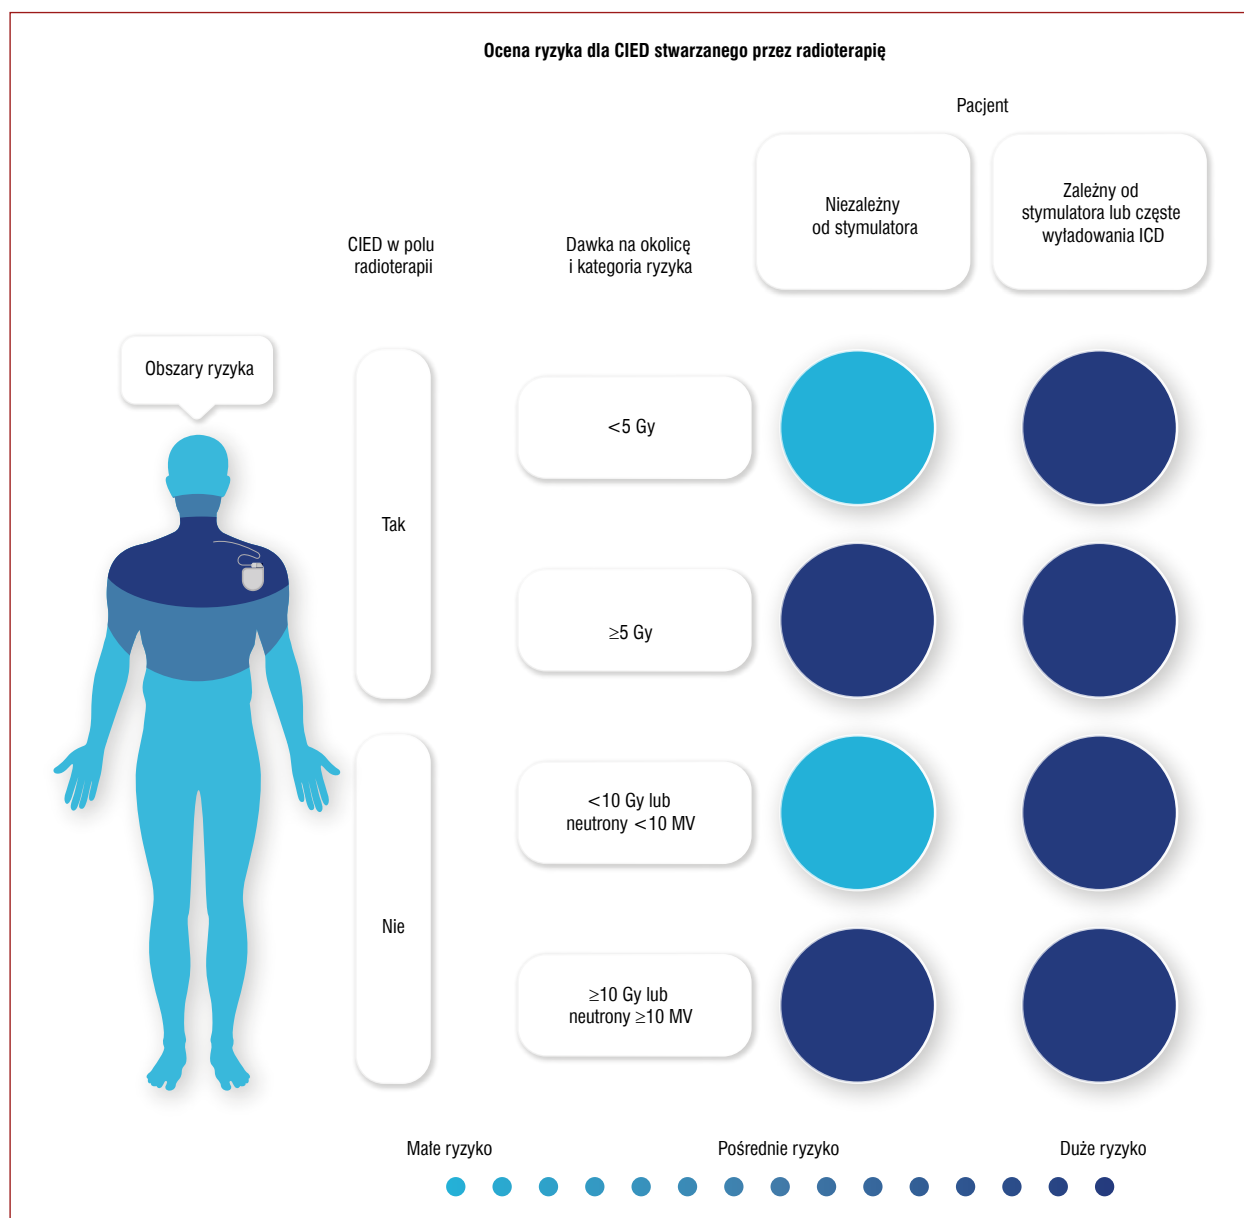 Ocena ryzyka dla CIED stwarzanego przez radioterapię
Pacjent
Niezależny
od stymulatora
Zależny od
stymulatora lub częste
wyładowania ICD
CIED w polu
radioterapii
Dawka na okolicę
i kategoria ryzyka
Obszary ryzyka
Tak
<5 Gy
≥5 Gy
Nie
<10 Gy lub
neutrony <10 MV
≥10 Gy lub
neutrony ≥10 MV
Małe ryzyko
Pośrednie ryzyko
Duże ryzyko